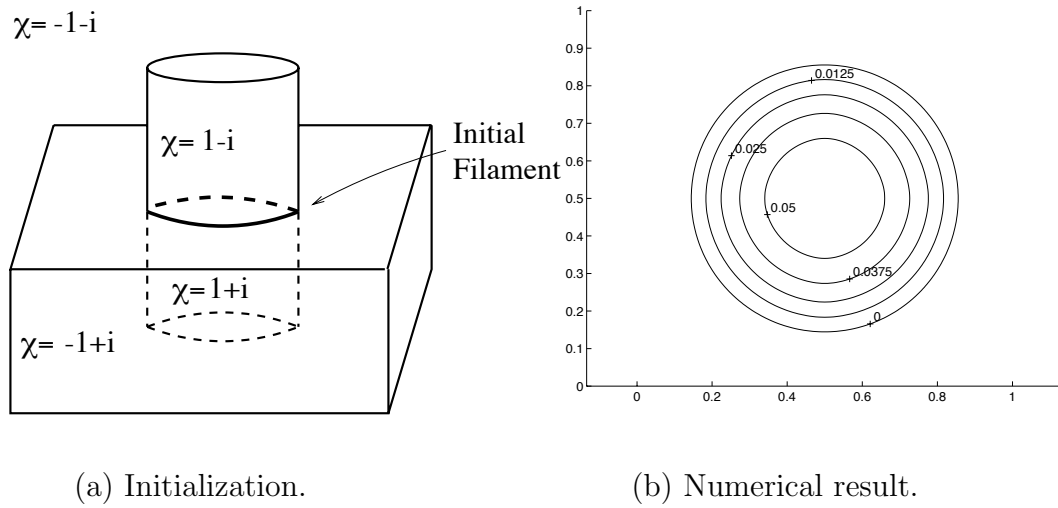 χ= -1-i
χ= 1-i
Initial
Filament
χ= 1+i
χ= -1+i
(a) Initialization.
1
0.9
0.8
0.7
0.6
0.5
0.4
0.3
0.2
0.1
0
0
0.2
0.4
0.6
0.8
1
0.0125
0.025
0.05
0.0375
0
(b) Numerical result.